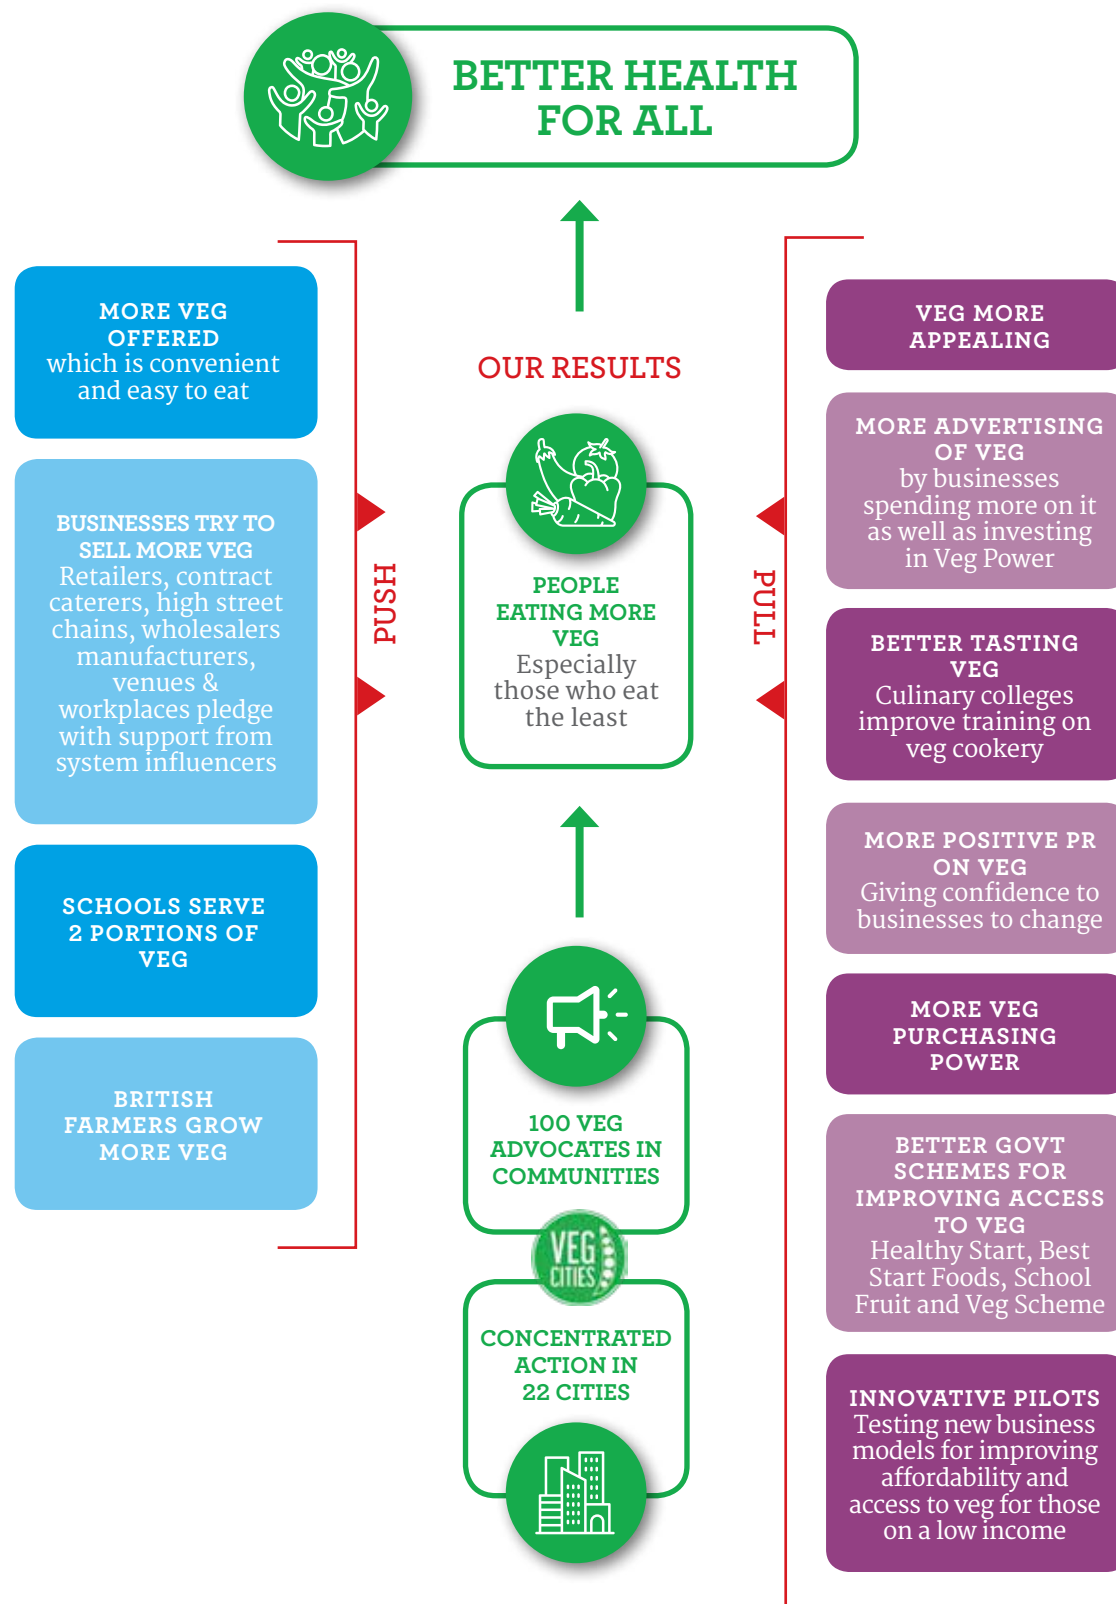 BETTER HEALTH
FOR ALL
MORE VEG
OFFERED
which is convenient
and easy to eat
BUSINESSES TRY TO
SELL MORE VEG
Retailers, contract
caterers, high street
chains, wholesalers
manufacturers,
venues &
workplaces pledge
with support from
system influencers
SCHOOLS SERVE
2 PORTIONS OF
VEG
BRITISH
FARMERS GROW
MORE VEG
PUSH
OUR RESULTS
PEOPLE
EATING MORE
VEG
Especially
those who eat
the least
100 VEG
ADVOCATES IN
COMMUNITIES
VEG
CITIES
CONCENTRATED
ACTION IN
22 CITIES
PULL
VEG MORE
APPEALING
MORE ADVERTISING
OF VEG
by businesses
spending more on it
as well as investing
in Veg Power
BETTER TASTING
VEG
Culinary colleges
improve training on
veg cookery
MORE POSITIVE PR
ON VEG
Giving confidence to
businesses to change
MORE VEG
PURCHASING
POWER
BETTER GOVT
SCHEMES FOR
IMPROVING ACCESS
TO VEG
Healthy Start, Best
Start Foods, School
Fruit and Veg Scheme
INNOVATIVE PILOTS
Testing new business
models for improving
affordability and
access to veg for those
on a low income